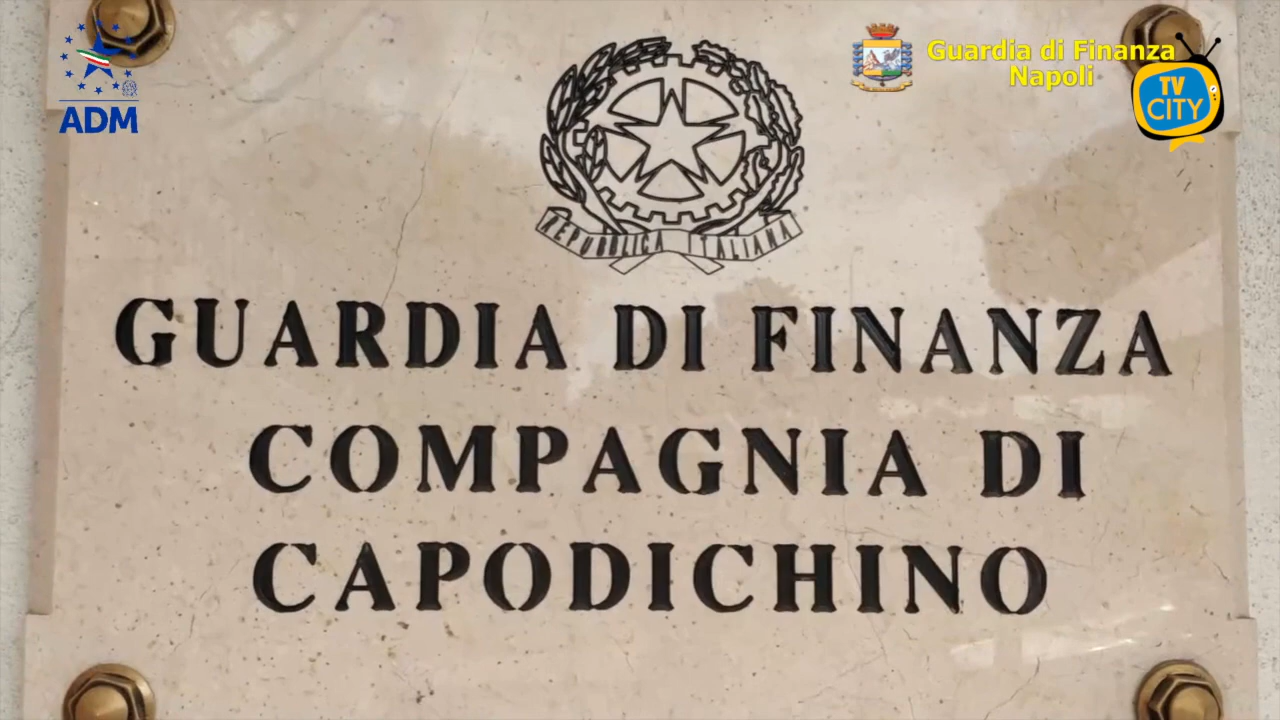 ADM
Guardia di Finanza
Napoli
TV
CITY
REPUBBLICA ITALIANA
GUARDIA DI FINANZA
COMPAGNIA DI
CAPODICHINO